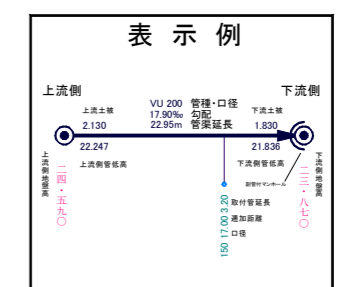 表示例
上流側
下流側
上流土被
VU 200 管種・口径
下流土被
2.130
17.90‰ 勾配
1.830
22.95m 管渠延長
22.247
21.836
上流側管低高
下流側管低高
副管付マンホール
上流側地盤高
二四・五九〇
下流側地盤高
二三・八七〇
3.20 取付管延長
17.00 逓加距離
150 口径